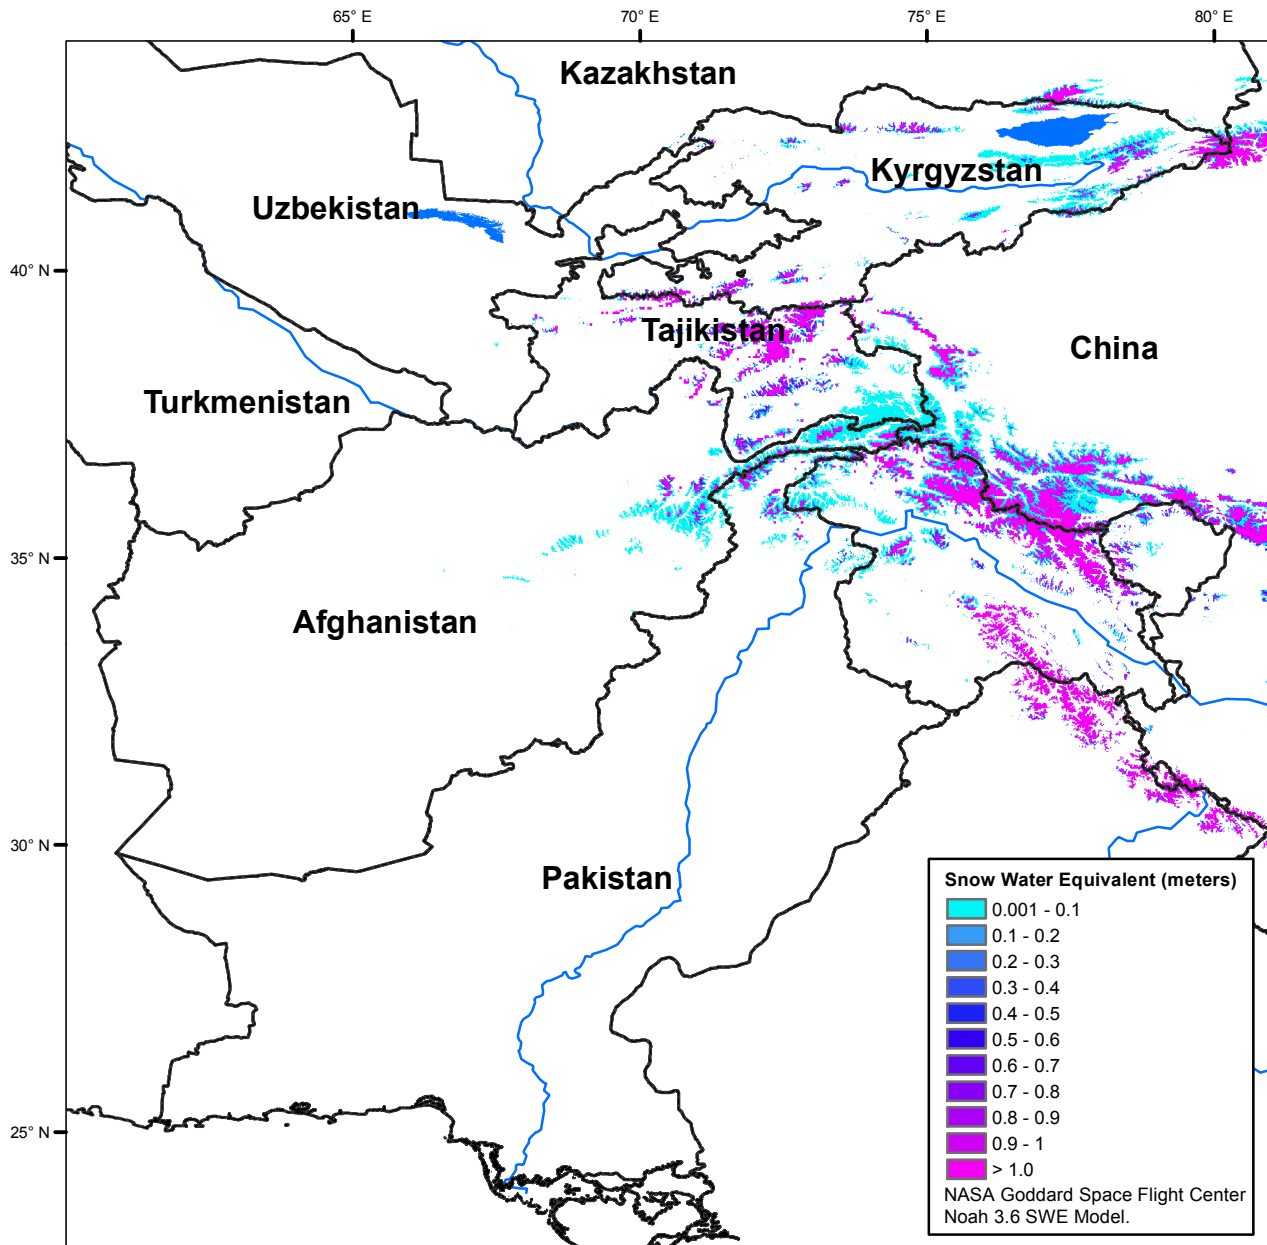 65° E
70° E
75° E
80° E
Kazakhstan
Kyrgyzstan
Uzbekistan
40° N
Tajikistan
China
Turkmenistan
35° N
Afghanistan
30° N
Pakistan
25° N
Snow Water Equivalent (meters)
0.001 - 0.1
0.1 - 0.2
0.2 - 0.3
0.3 - 0.4
0.4 - 0.5
0.5 - 0.6
0.6 - 0.7
0.7 - 0.8
0.8 - 0.9
0.9 - 1
> 1.0
NASA Goddard Space Flight Center
Noah 3.6 SWE Model.